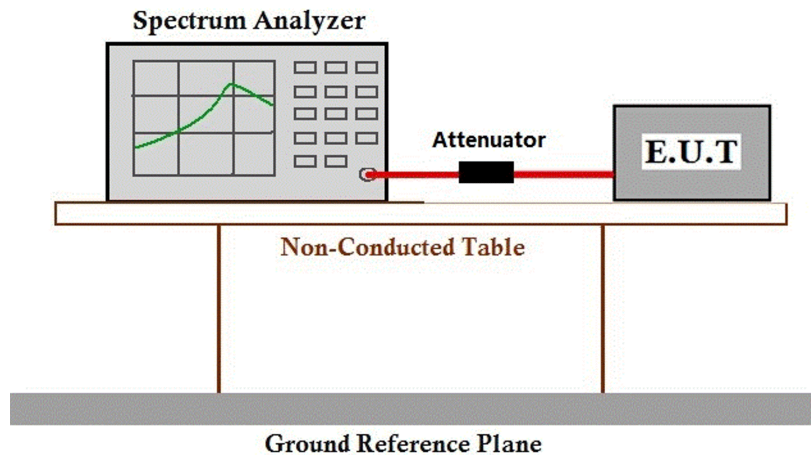 Spectrum Analyzer
Attenuator
E.U.T
Non-Conducted Table
Ground Reference Plane